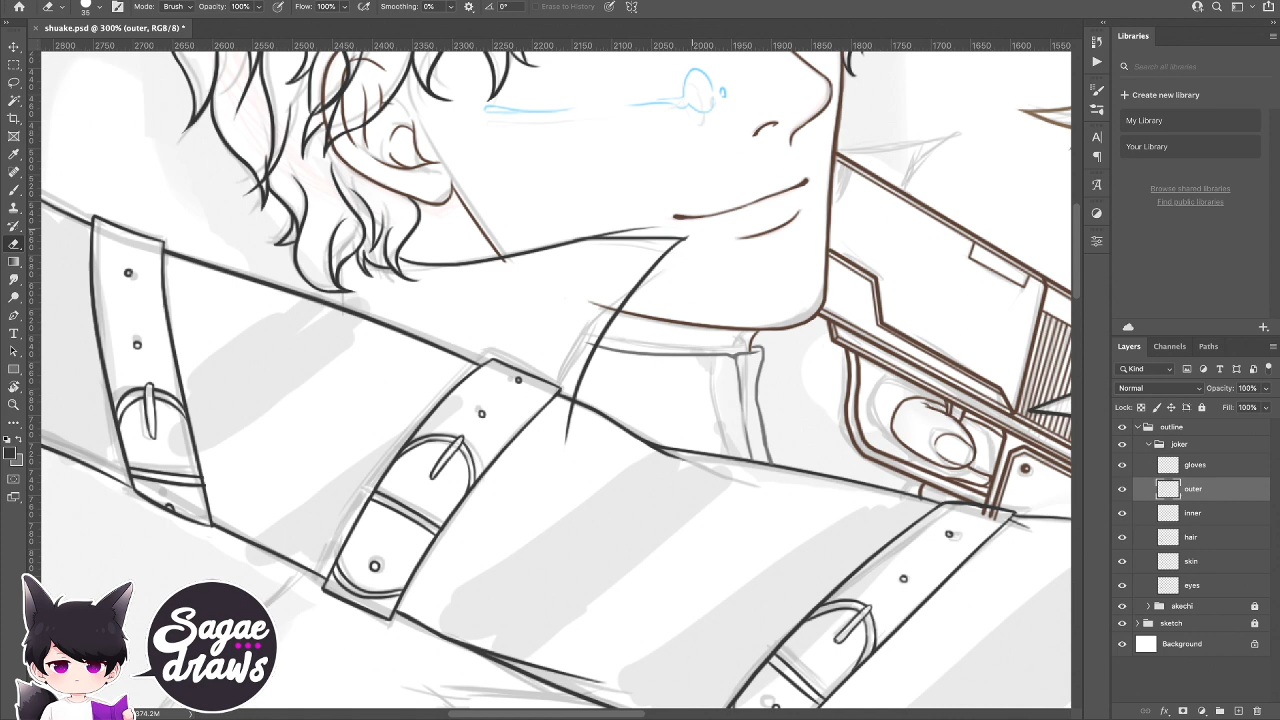 35
Mode: Brush
Opacity: 100%
Flow: 100%
Smoothing: 0%
0°
Erase to History
× shuake.psd @ 300% (outer, RGB/8) *
2800 2750 2700 2650 2600 2550 2500 2450 2400 2350 2300 2250 2200 2150 2100 2050 2000 1950 1900 1850 1800 1750 1700 1650 1600 1550
Libraries
Search all libraries
+ Create new library
My Library
Your Library
Browse shared libraries
Find public libraries
Layers Channels Paths
Kind
Normal
Opacity: 100%
Lock:
Fill: 100%
outline
joker
gloves
outer
inner
hair
skin
eyes
akechi
sketch
Background
Sagae
draws
374.2M